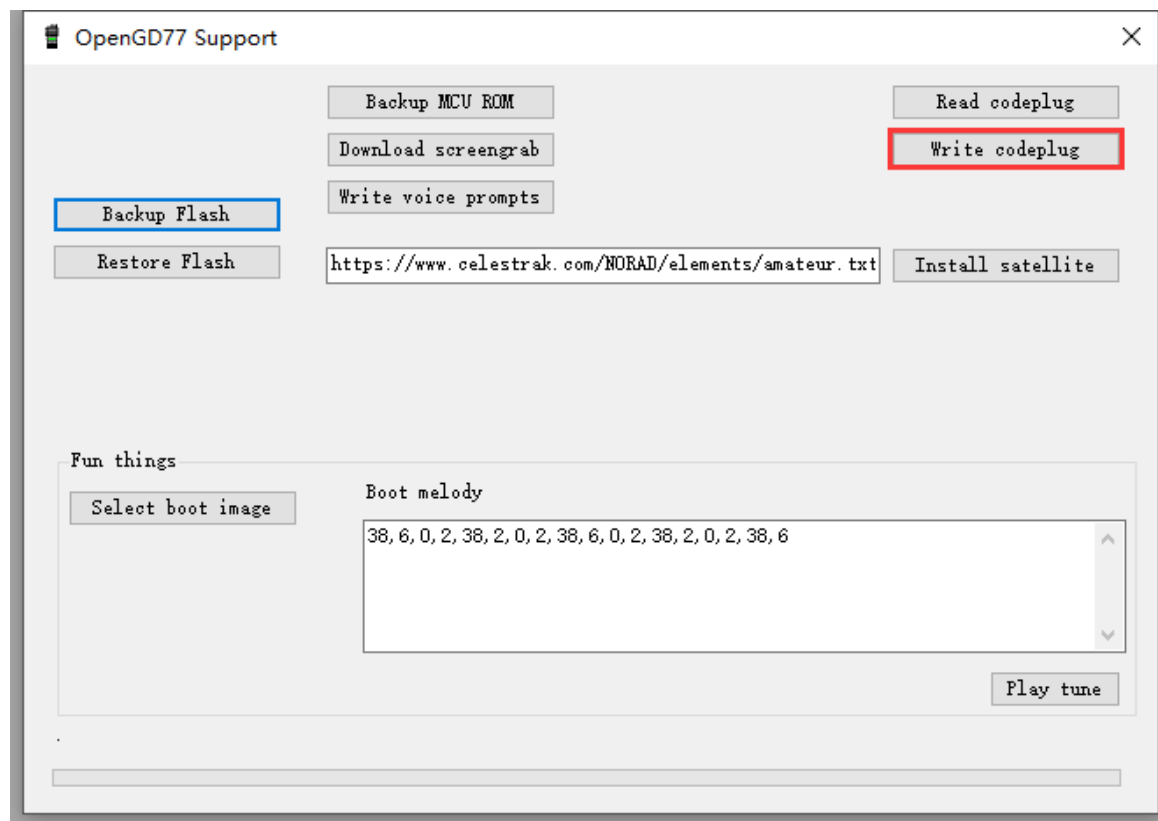 OpenGD77 Support
Backup MCU ROM
Read codeplug
Download screengrab
Write codeplug
Write voice prompts
Backup Flash
Restore Flash
https://www.celestrak.com/NORAD/elements/amateur.txt
Install satellite
Fun things
Select boot image
Boot melody
38,6,0,2,38,2,0,2,38,6,0,2,38,2,0,2,38,6
Play tune
.